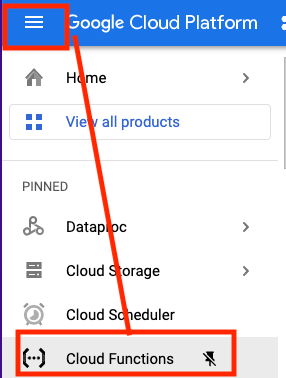 Google Cloud Platform
Home
View all products
PINNED
Dataproc
Cloud Storage
Cloud Scheduler
Cloud Functions